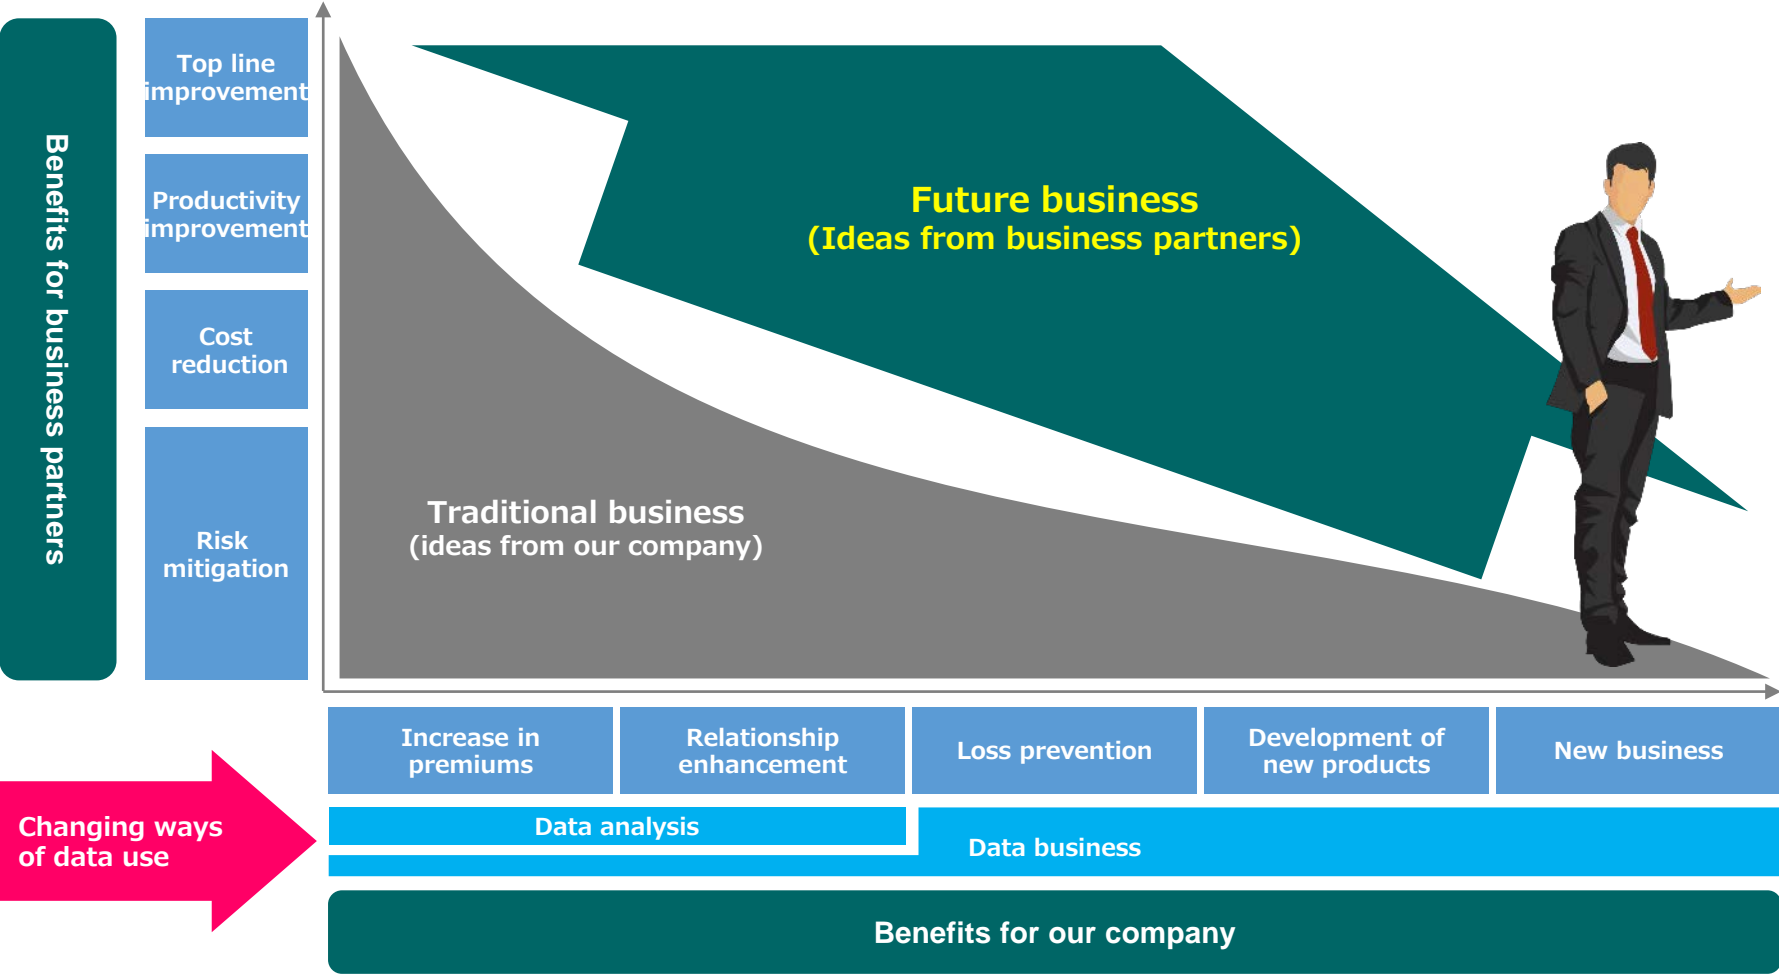 Benefits for business partners
Top line
improvement
Productivity
improvement
Cost
reduction
Risk
mitigation
Future business
(Ideas from business partners)
Traditional business
(ideas from our company)
Increase in
premiums
Relationship
enhancement
Loss prevention
Development of
new products
New business
Changing ways
of data use
Data analysis
Data business
Benefits for our company